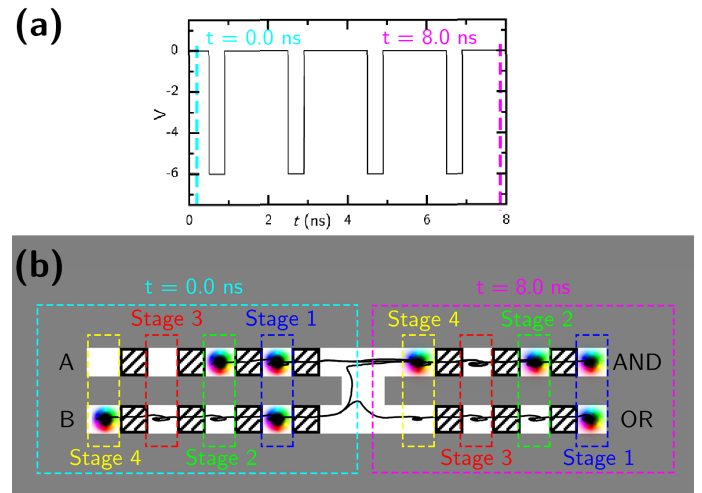 (a)
t = 0.0 ns
t = 8.0 ns
0
-2
-4
-6
V
0
2
4
6
8
t (ns)
(b)
t = 0.0 ns
t = 8.0 ns
Stage 3
Stage 1
Stage 4
Stage 2
A
AND
B
OR
Stage 4
Stage 2
Stage 3
Stage 1